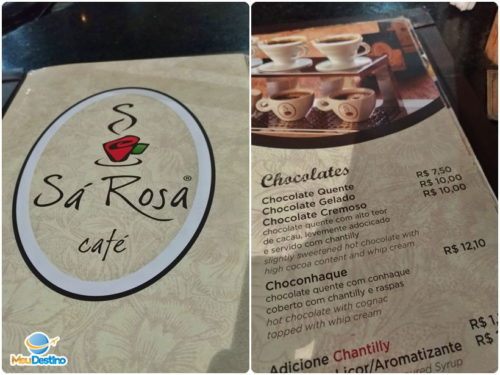 Sá Rosa®
café
MeuDestino
Chocolates
Chocolate Quente R$ 7,50
Chocolate Gelado R$ 10,00
Chocolate Cremoso R$ 10,00
chocolate quente com alto teor
de cacau, levemente adocicado
e servido com chantilly
slightly sweetened hot chocolate with
high cocoa content and whip cream
Choconhaque R$ 12,10
chocolate quente com conhaque
coberto com chantilly e raspas
hot chocolate with cognac
topped with whip cream
Adicione Chantilly R$ 1,
Licor/Aromatizante R$
Syrup